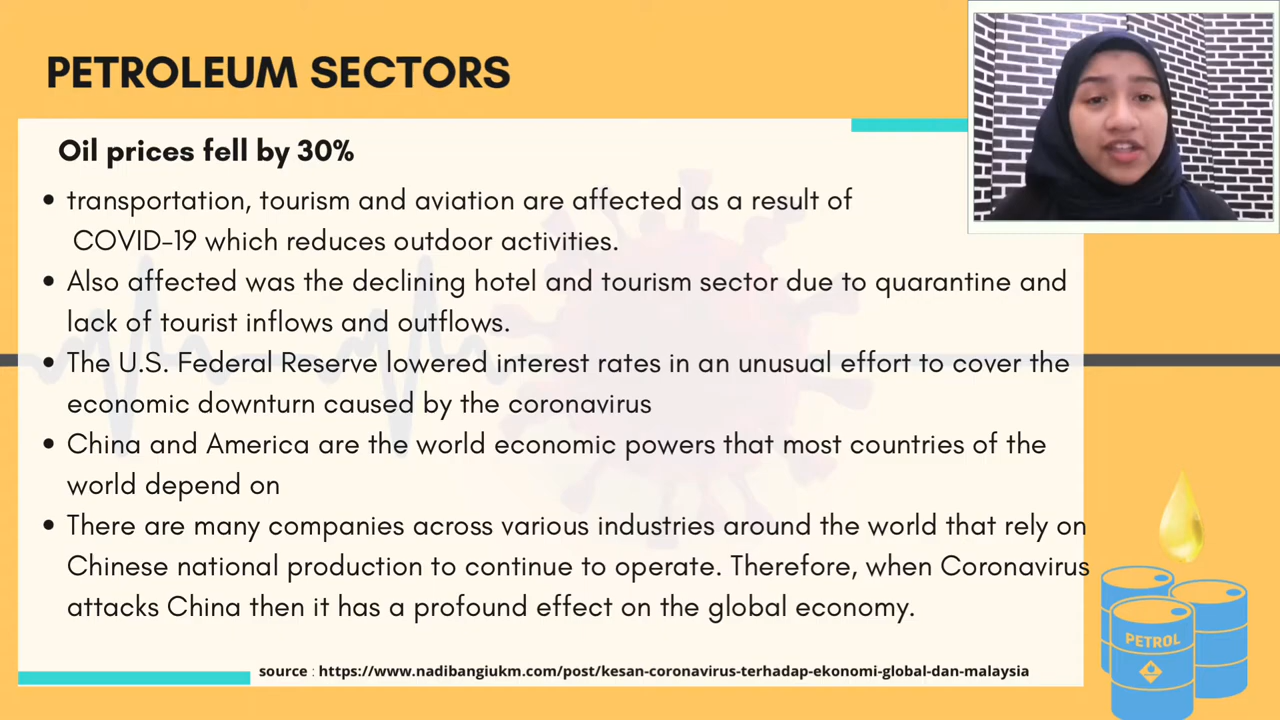 PETROLEUM SECTORS
Oil prices fell by 30%
• transportation, tourism and aviation are affected as a result of
COVID-19 which reduces outdoor activities.
• Also affected was the declining hotel and tourism sector due to quarantine and
lack of tourist inflows and outflows.
• The U.S. Federal Reserve lowered interest rates in an unusual effort to cover the
economic downturn caused by the coronavirus
• China and America are the world economic powers that most countries of the
world depend on
• There are many companies across various industries around the world that rely on
Chinese national production to continue to operate. Therefore, when Coronavirus
attacks China then it has a profound effect on the global economy.
source : https://www.nadibangiukm.com/post/kesan-coronavirus-terhadap-ekonomi-global-dan-malaysia
PETROL